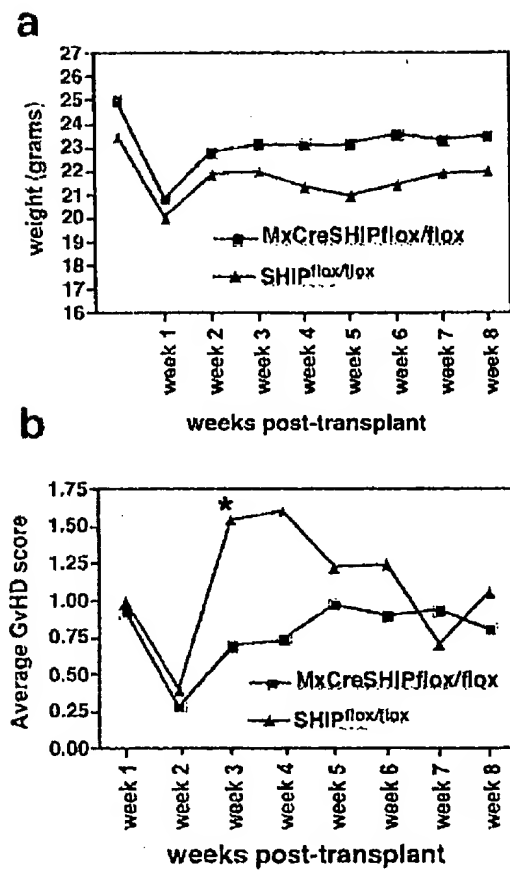 a
27
26
25
24
23
22
21
20
19
18
17
16
weight (grams)
MxCreSHIPflox/flox
SHIPflox/flox
week 1
week 2
week 3
week 4
week 5
week 6
week 7
week 8
weeks post-transplant
b
1.75
1.50
1.25
1.00
0.75
0.50
0.25
0.00
Average GvHD score
*
MxCreSHIPflox/flox
SHIPflox/flox
week 1
week 2
week 3
week 4
week 5
week 6
week 7
week 8
weeks post-transplant